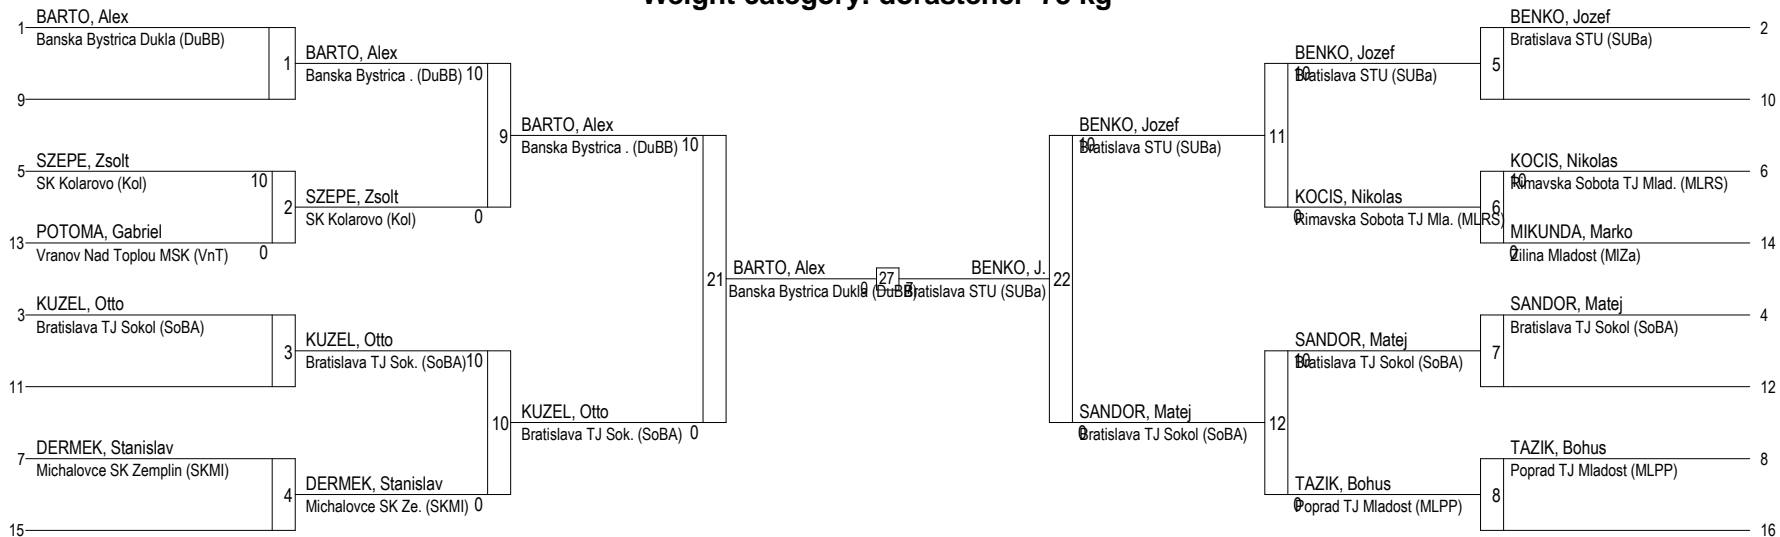 1
BARTO, Alex
Banska Bystrica Dukla (DuBB)
1
9
BARTO, Alex
Banska Bystrica . (DuBB) 10
5
SZEPE, Zsolt
SK Kolarovo (Kol) 10
2
13
POTOMA, Gabriel
Vranov Nad Toplou MSK (VnT) 0
SZEPE, Zsolt
SK Kolarovo (Kol) 0
9
BARTO, Alex
Banska Bystrica . (DuBB) 10
3
KUZEL, Otto
Bratislava TJ Sokol (SoBA)
3
11
KUZEL, Otto
Bratislava TJ Sok. (SoBA) 10
7
DERMEK, Stanislav
Michalovce SK Zemplin (SKMI)
4
15
DERMEK, Stanislav
Michalovce SK Ze. (SKMI) 0
10
KUZEL, Otto
Bratislava TJ Sok. (SoBA) 0
21
BARTO, Alex
Banska Bystrica Dukla (DuBB)
27
BENKO, J.
Bratislava STU (SUBa)
22
BENKO, Jozef
Bratislava STU (SUBa)
10
SANDOR, Matej
Bratislava TJ Sokol (SoBA)
0
11
BENKO, Jozef
Bratislava STU (SUBa)
10
KOCIS, Nikolas
Rimavska Sobota TJ Mla. (MLRS)
0
12
SANDOR, Matej
Bratislava TJ Sokol (SoBA)
10
TAZIK, Bohus
Poprad TJ Mladost (MLPP)
0
BENKO, Jozef
Bratislava STU (SUBa)
2
5
10
KOCIS, Nikolas
Rimavska Sobota TJ Mlad. (MLRS)
10
6
6
MIKUNDA, Marko
Zilina Mladost (MlZa)
0
14
SANDOR, Matej
Bratislava TJ Sokol (SoBA)
4
7
12
TAZIK, Bohus
Poprad TJ Mladost (MLPP)
8
8
16